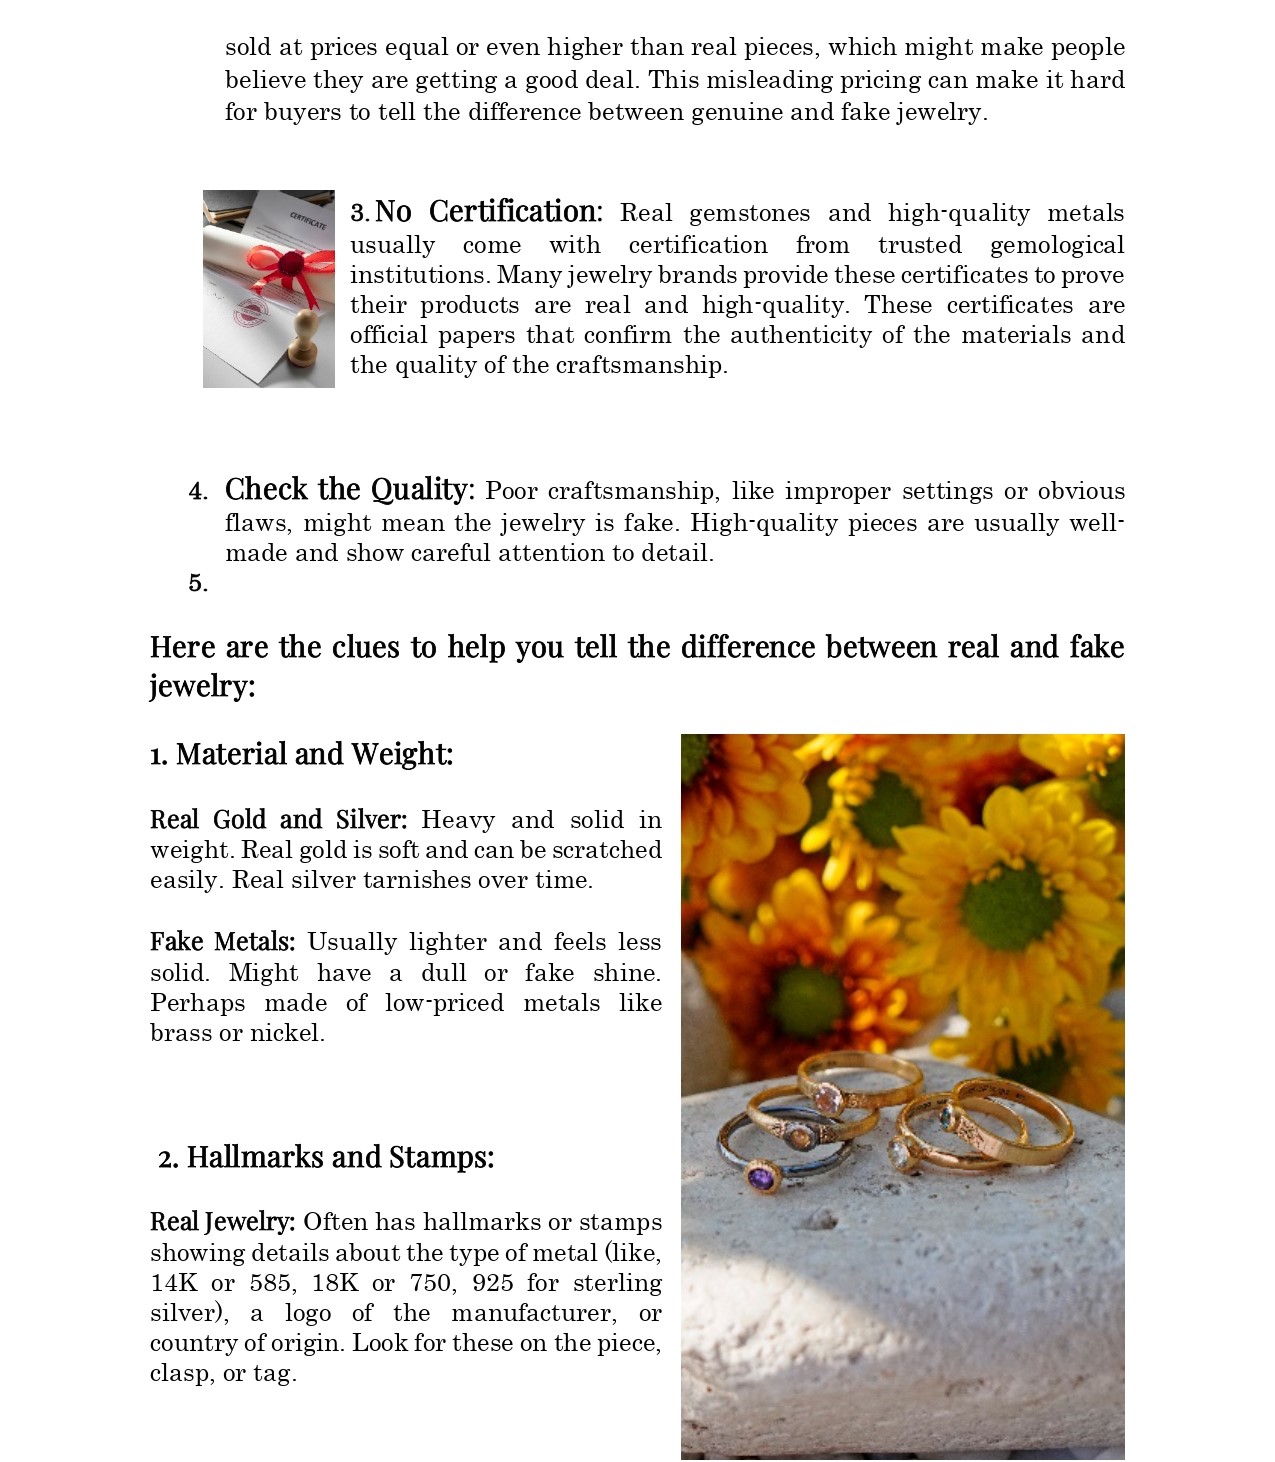 sold at prices equal or even higher than real pieces, which might make people
believe they are getting a good deal. This misleading pricing can make it hard
for buyers to tell the difference between genuine and fake jewelry.
CERTIFICATE
3. No Certification: Real gemstones and high-quality metals
usually come with certification from trusted gemological
institutions. Many jewelry brands provide these certificates to prove
their products are real and high-quality. These certificates are
official papers that confirm the authenticity of the materials and
the quality of the craftsmanship.
4. Check the Quality: Poor craftsmanship, like improper settings or obvious
flaws, might mean the jewelry is fake. High-quality pieces are usually well-
made and show careful attention to detail.
5.
Here are the clues to help you tell the difference between real and fake
jewelry:
1. Material and Weight:
Real Gold and Silver: Heavy and solid in
weight. Real gold is soft and can be scratched
easily. Real silver tarnishes over time.
Fake Metals: Usually lighter and feels less
solid. Might have a dull or fake shine.
Perhaps made of low-priced metals like
brass or nickel.
2. Hallmarks and Stamps:
Real Jewelry: Often has hallmarks or stamps
showing details about the type of metal (like,
14K or 585, 18K or 750, 925 for sterling
silver), a logo of the manufacturer, or
country of origin. Look for these on the piece,
clasp, or tag.